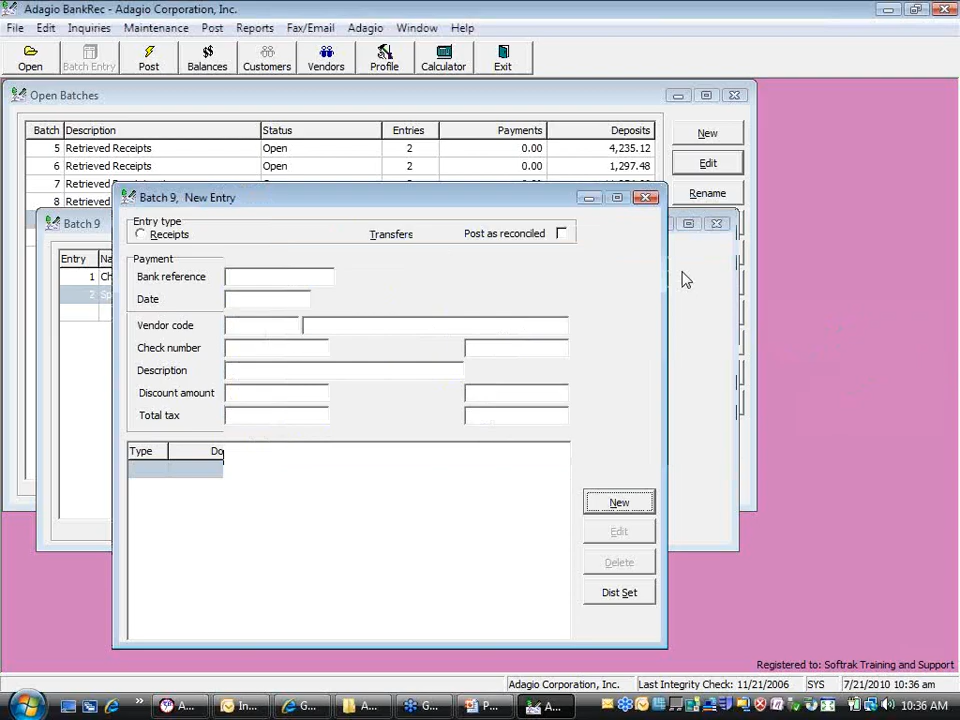 Adagio BankRec - Adagio Corporation, Inc.
File Edit Inquiries Maintenance Post Reports Fax/Email Adagio Window Help
Open Batch Entry Post Balances Customers Vendors Profile Calculator Exit
Open Batches
Batch Description Status Entries Payments Deposits
5 Retrieved Receipts Open 2 0.00 4,235.12
6 Retrieved Receipts Open 2 0.00 1,297.48
7 Retrieved Receipts
8 Retrieved
New
Edit
Rename
Batch 9
Entry
1
2
Batch 9, New Entry
Entry type
Receipts Transfers Post as reconciled
Payment
Bank reference
Date
Vendor code
Check number
Description
Discount amount
Total tax
Type Do
New
Edit
Delete
Dist Set
Registered to: Softrak Training and Support
Adagio Corporation, Inc. Last Integrity Check: 11/21/2006 SYS 7/21/2010 10:36 am
» A... In... G... A... G... P... A... 10:36 AM